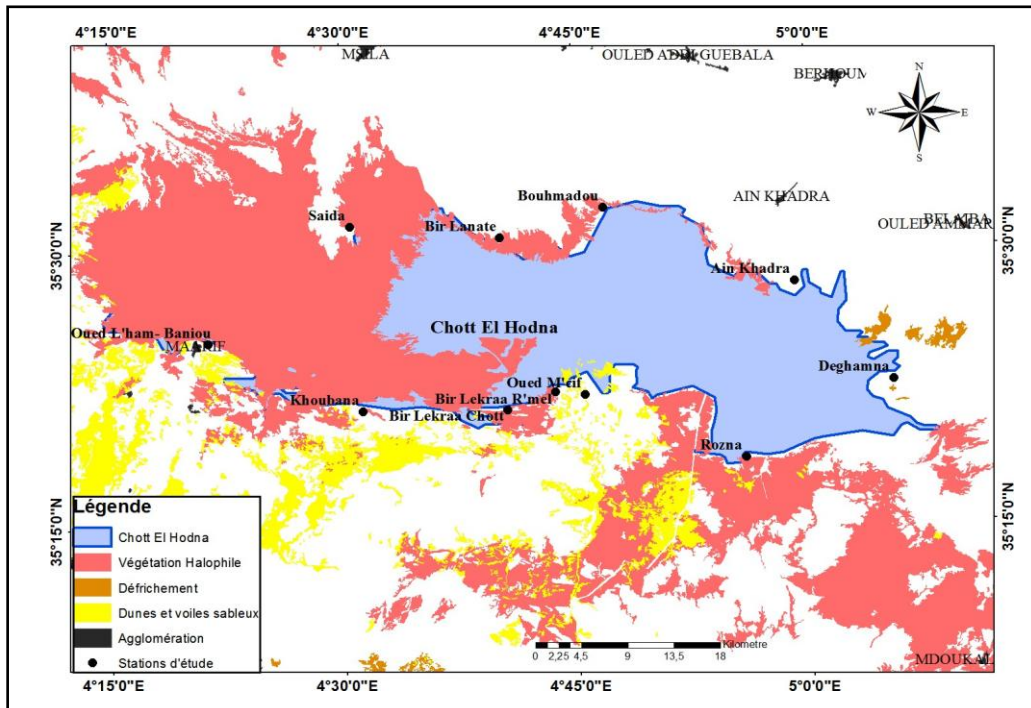 4°15'0"E 4°30'0"E 4°45'0"E 5°0'0"E
MSILA
OULED ADDI GUEBALA
BERHOUM
N
W E
S
AIN KHADRA
BELAIBA
OULED AMMAR
Bouhmadou
Saida
Bir Lanate
35°30'0"N 35°30'0"N
Ain Khadra
Chott El Hodna
Oued L'ham- Baniou
MAARIF
Deghamna
Oued M'tif
Bir Lekraa R'mel
Khoubana
Bir Lekraa Chott
Rozna
35°15'0"N 35°15'0"N
Légende
Chott El Hodna
Végétation Halophile
Défrichement
Dunes et voiles sableux
Agglomération
Stations d'étude
Kilometre
0 2,25 4,5 9 13,5 18
MDOUKAL
4°15'0"E 4°30'0"E 4°45'0"E 5°0'0"E